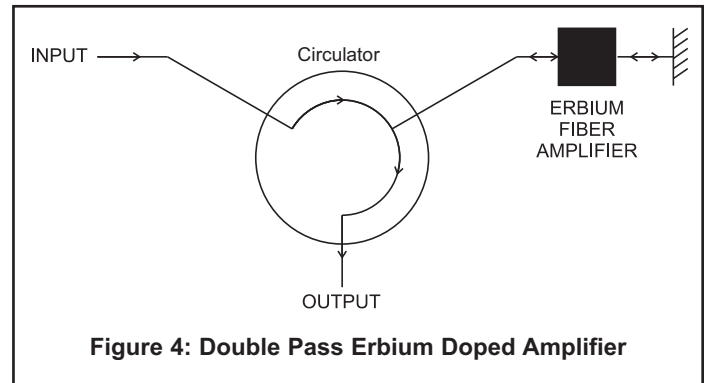 INPUT
Circulator
ERBIUM
FIBER
AMPLIFIER
OUTPUT
Figure 4: Double Pass Erbium Doped Amplifier